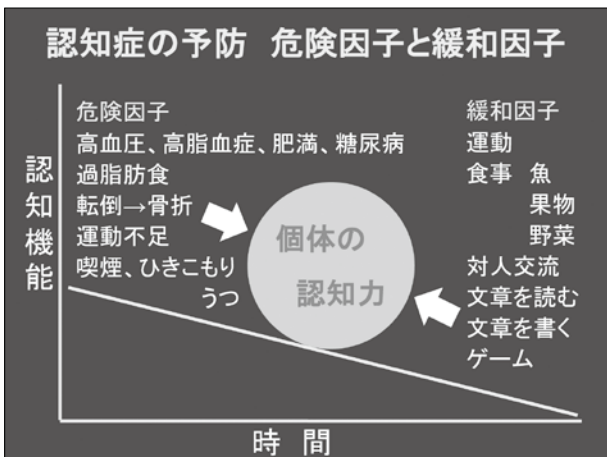 認知症の予防 危険因子と緩和因子
認知機能
危険因子
高血圧、高脂血症、肥満、糖尿病
過脂肪食
転倒→骨折
運動不足
喫煙、ひきこもり
うつ
個体の
認知力
緩和因子
運動
食事 魚
果物
野菜
対人交流
文章を読む
文章を書く
ゲーム
時間